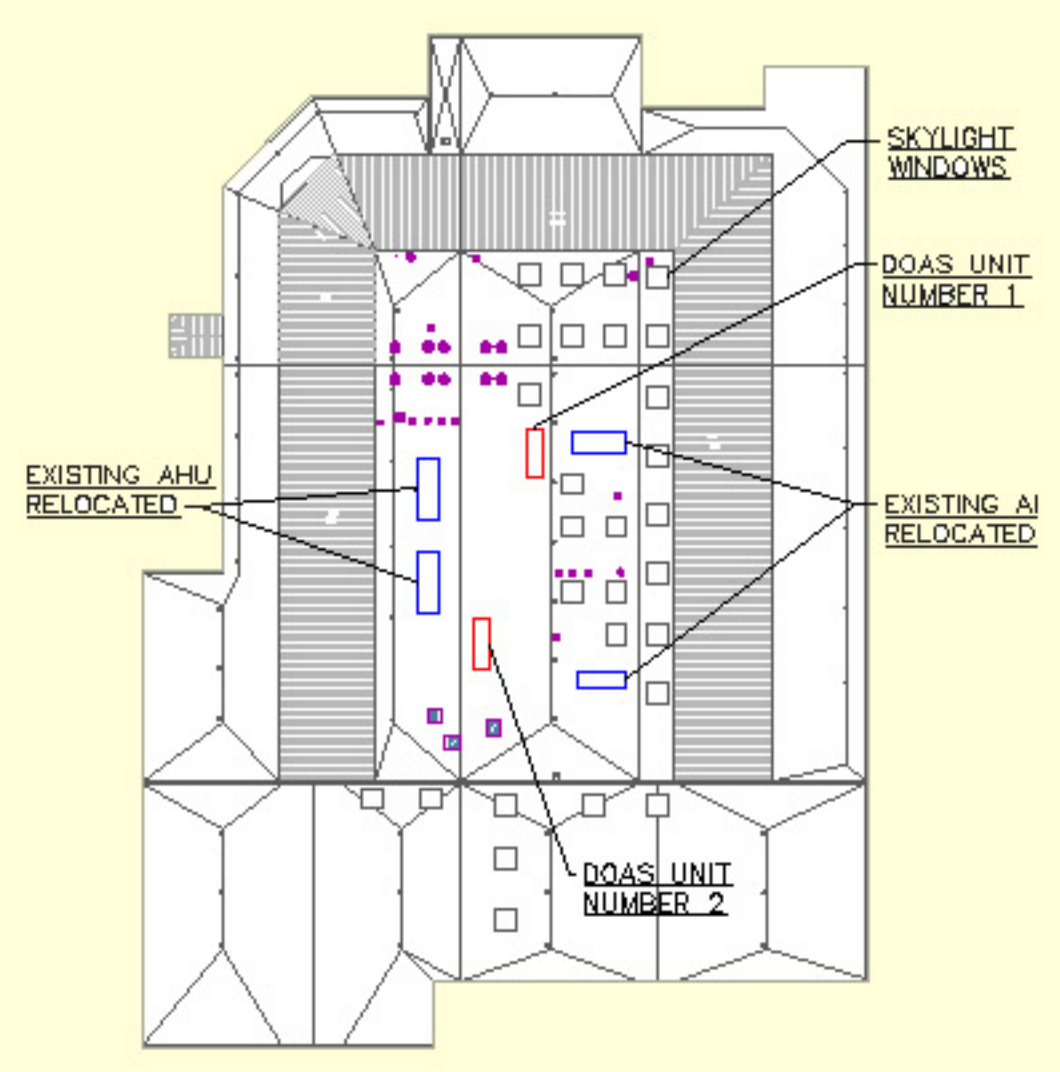 SKYLIGHT
WINDOWS
DOAS UNIT
NUMBER 1
EXISTING AHU
RELOCATED
EXISTING AI
RELOCATED
DOAS UNIT
NUMBER 2